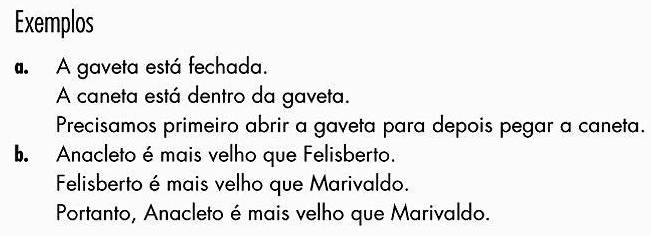 Exemplos
a. A gaveta está fechada.
A caneta está dentro da gaveta.
Precisamos primeiro abrir a gaveta para depois pegar a caneta.
b. Anacleto é mais velho que Felisberto.
Felisberto é mais velho que Marivaldo.
Portanto, Anacleto é mais velho que Marivaldo.